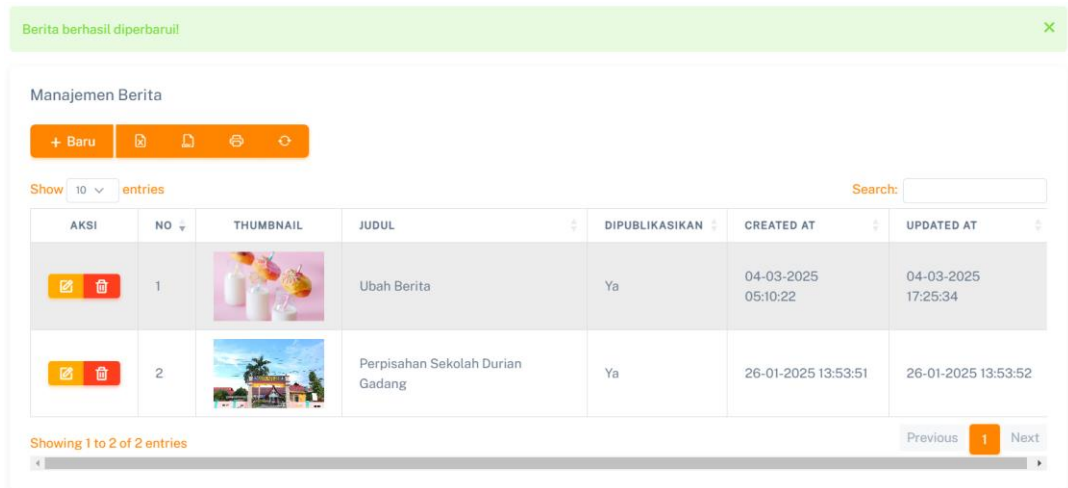 Berita berhasil diperbarui!
Manajemen Berita
+ Baru
Show 10 entries
Search:
AKSI NO THUMBNAIL JUDUL DIPUBLIKASIKAN CREATED AT UPDATED AT
1 Ubah Berita Ya 04-03-2025 05:10:22 04-03-2025 17:25:34
2 Perpisahan Sekolah Durian Gadang Ya 26-01-2025 13:53:51 26-01-2025 13:53:52
Showing 1 to 2 of 2 entries
Previous 1 Next